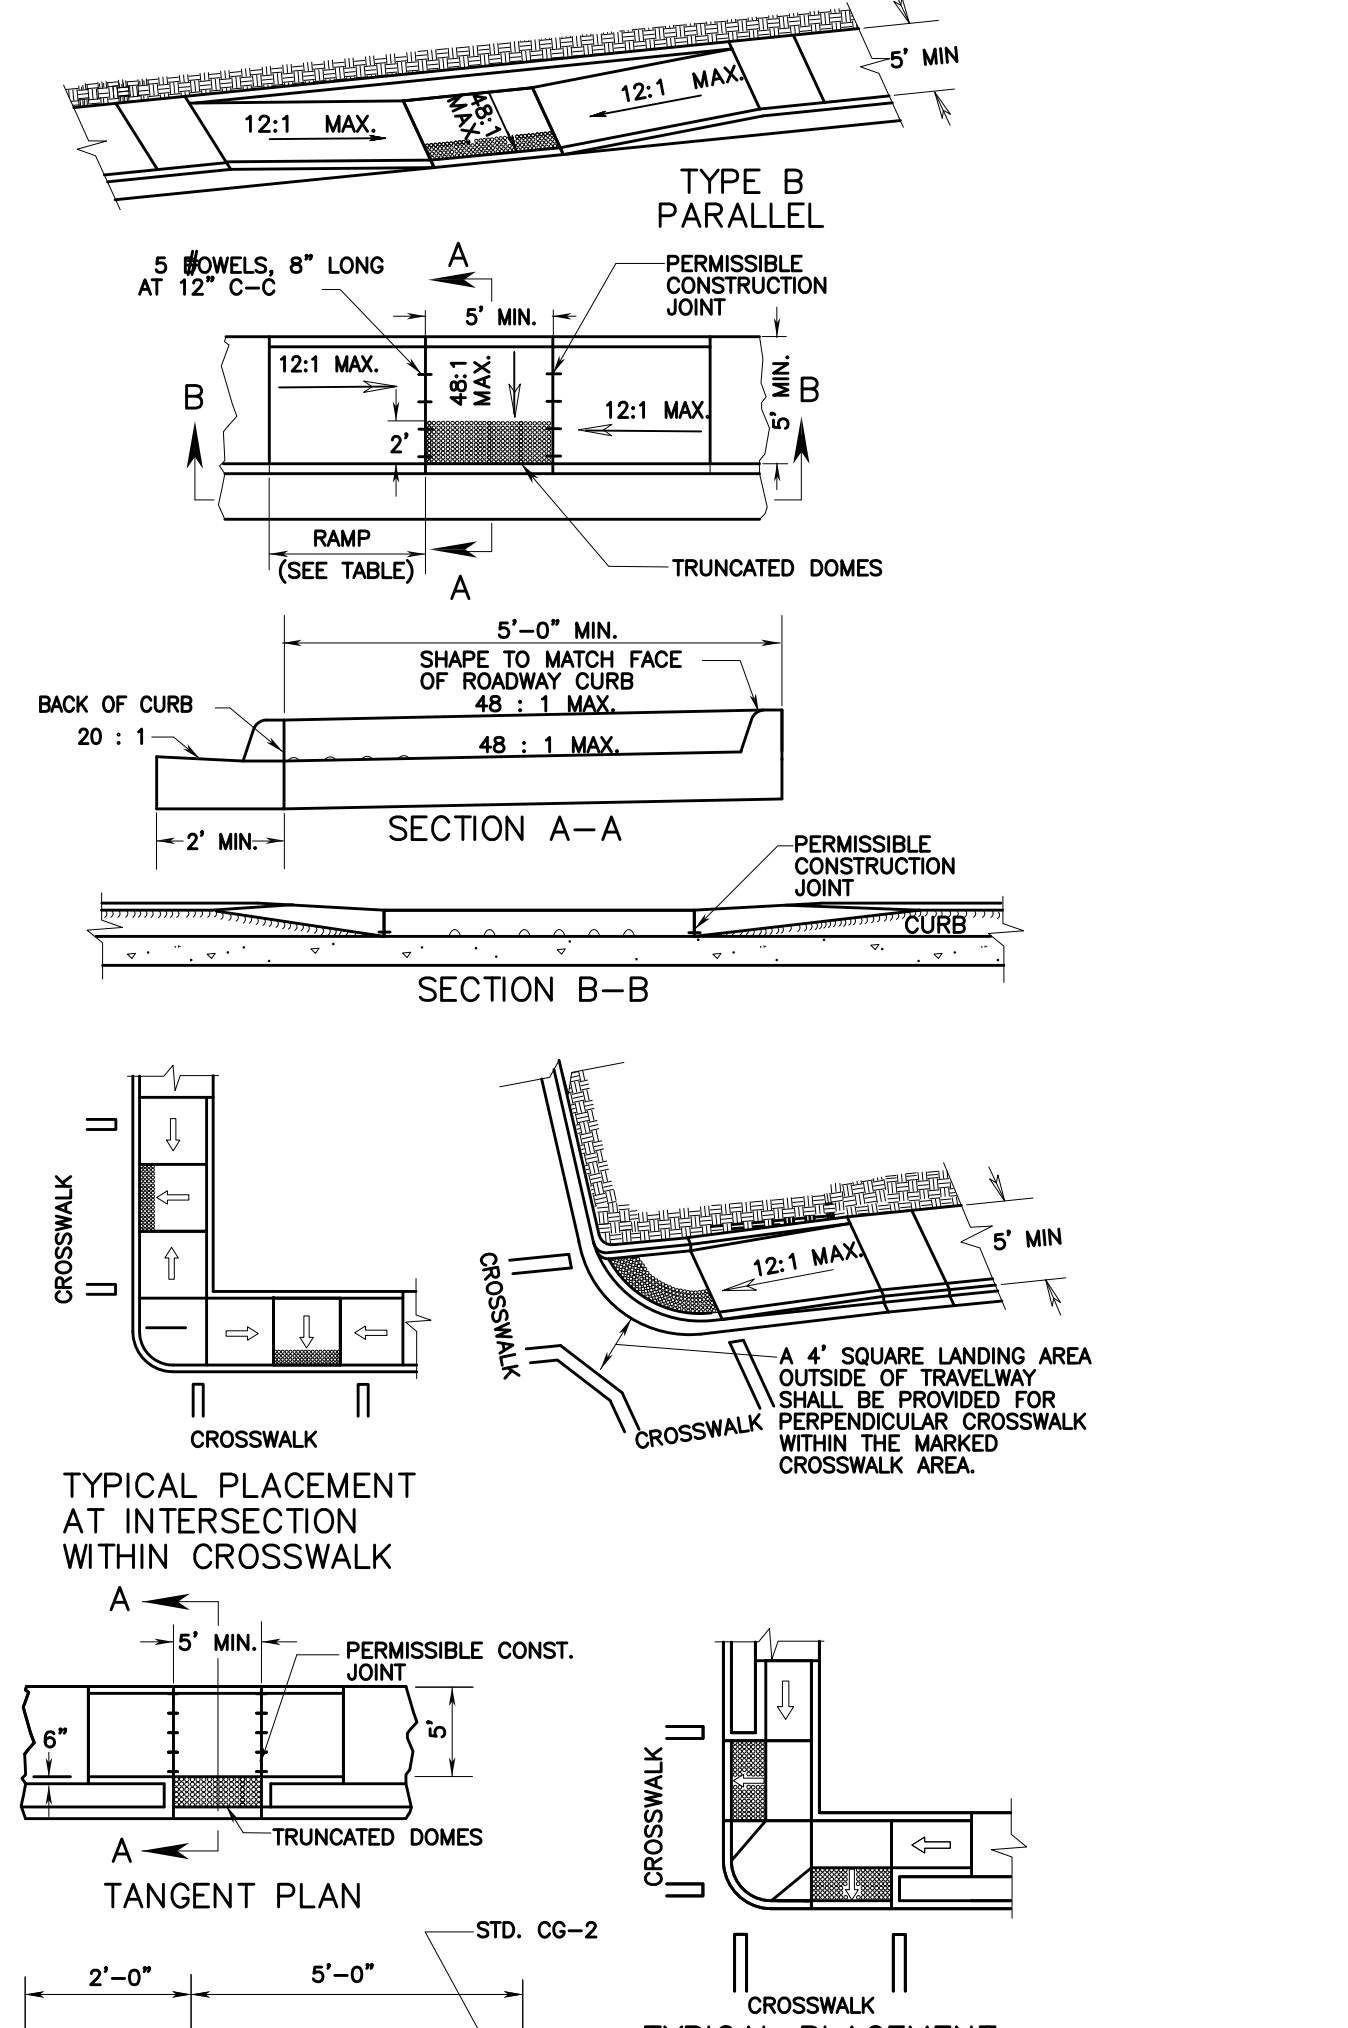 5' MIN
12:1 MAX.
48:1
MAX.
12:1 MAX.
TYPE B
PARALLEL
5 #DOWELS, 8" LONG
AT 12" C-C
A
PERMISSIBLE
CONSTRUCTION
JOINT
5' MIN.
12:1 MAX.
48:1
MAX.
5' MIN.
B
B
12:1 MAX.
2'
RAMP
(SEE TABLE)
A
TRUNCATED DOMES
5'-0" MIN.
SHAPE TO MATCH FACE
OF ROADWAY CURB
48 : 1 MAX.
BACK OF CURB
20 : 1
48 : 1 MAX.
SECTION A-A
2' MIN.
PERMISSIBLE
CONSTRUCTION
JOINT
CURB
SECTION B-B
CROSSWALK
CROSSWALK
TYPICAL PLACEMENT
AT INTERSECTION
WITHIN CROSSWALK
5' MIN
12:1 MAX.
CROSSWALK
CROSSWALK
A 4' SQUARE LANDING AREA
OUTSIDE OF TRAVELWAY
SHALL BE PROVIDED FOR
PERPENDICULAR CROSSWALK
WITHIN THE MARKED
CROSSWALK AREA.
A
5' MIN.
PERMISSIBLE CONST.
JOINT
6"
5'
TRUNCATED DOMES
A
TANGENT PLAN
STD. CG-2
2'-0"
5'-0"
CROSSWALK
CROSSWALK
TYPICAL PLACEMENT